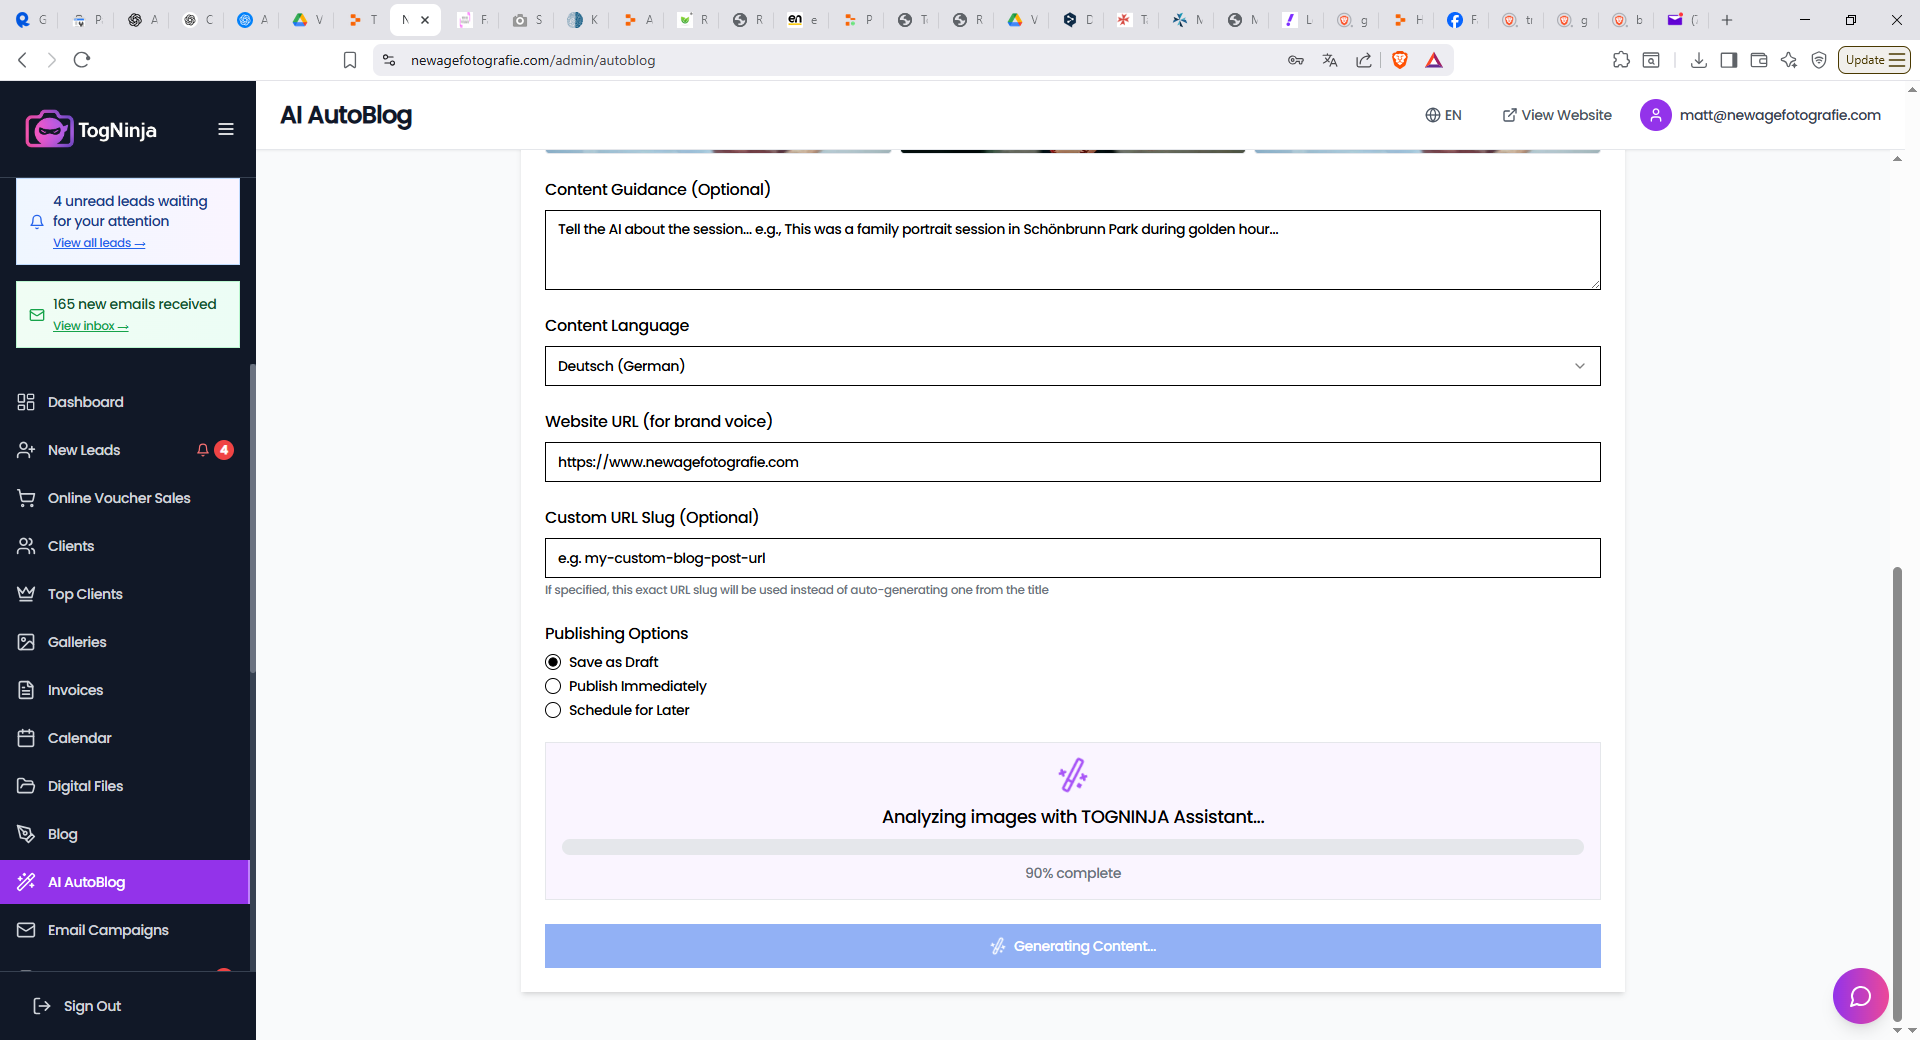 newagefotografie.com/admin/autoblog
Update
TogNinja
AI AutoBlog
EN
View Website
matt@newagefotografie.com
4 unread leads waiting
for your attention
View all leads →
165 new emails received
View inbox →
Dashboard
New Leads
4
Online Voucher Sales
Clients
Top Clients
Galleries
Invoices
Calendar
Digital Files
Blog
AI AutoBlog
Email Campaigns
Sign Out
Content Guidance (Optional)
Tell the AI about the session... e.g., This was a family portrait session in Schönbrunn Park during golden hour...
Content Language
Deutsch (German)
Website URL (for brand voice)
https://www.newagefotografie.com
Custom URL Slug (Optional)
e.g. my-custom-blog-post-url
If specified, this exact URL slug will be used instead of auto-generating one from the title
Publishing Options
Save as Draft
Publish Immediately
Schedule for Later
Analyzing images with TOGNINJA Assistant...
90% complete
Generating Content...